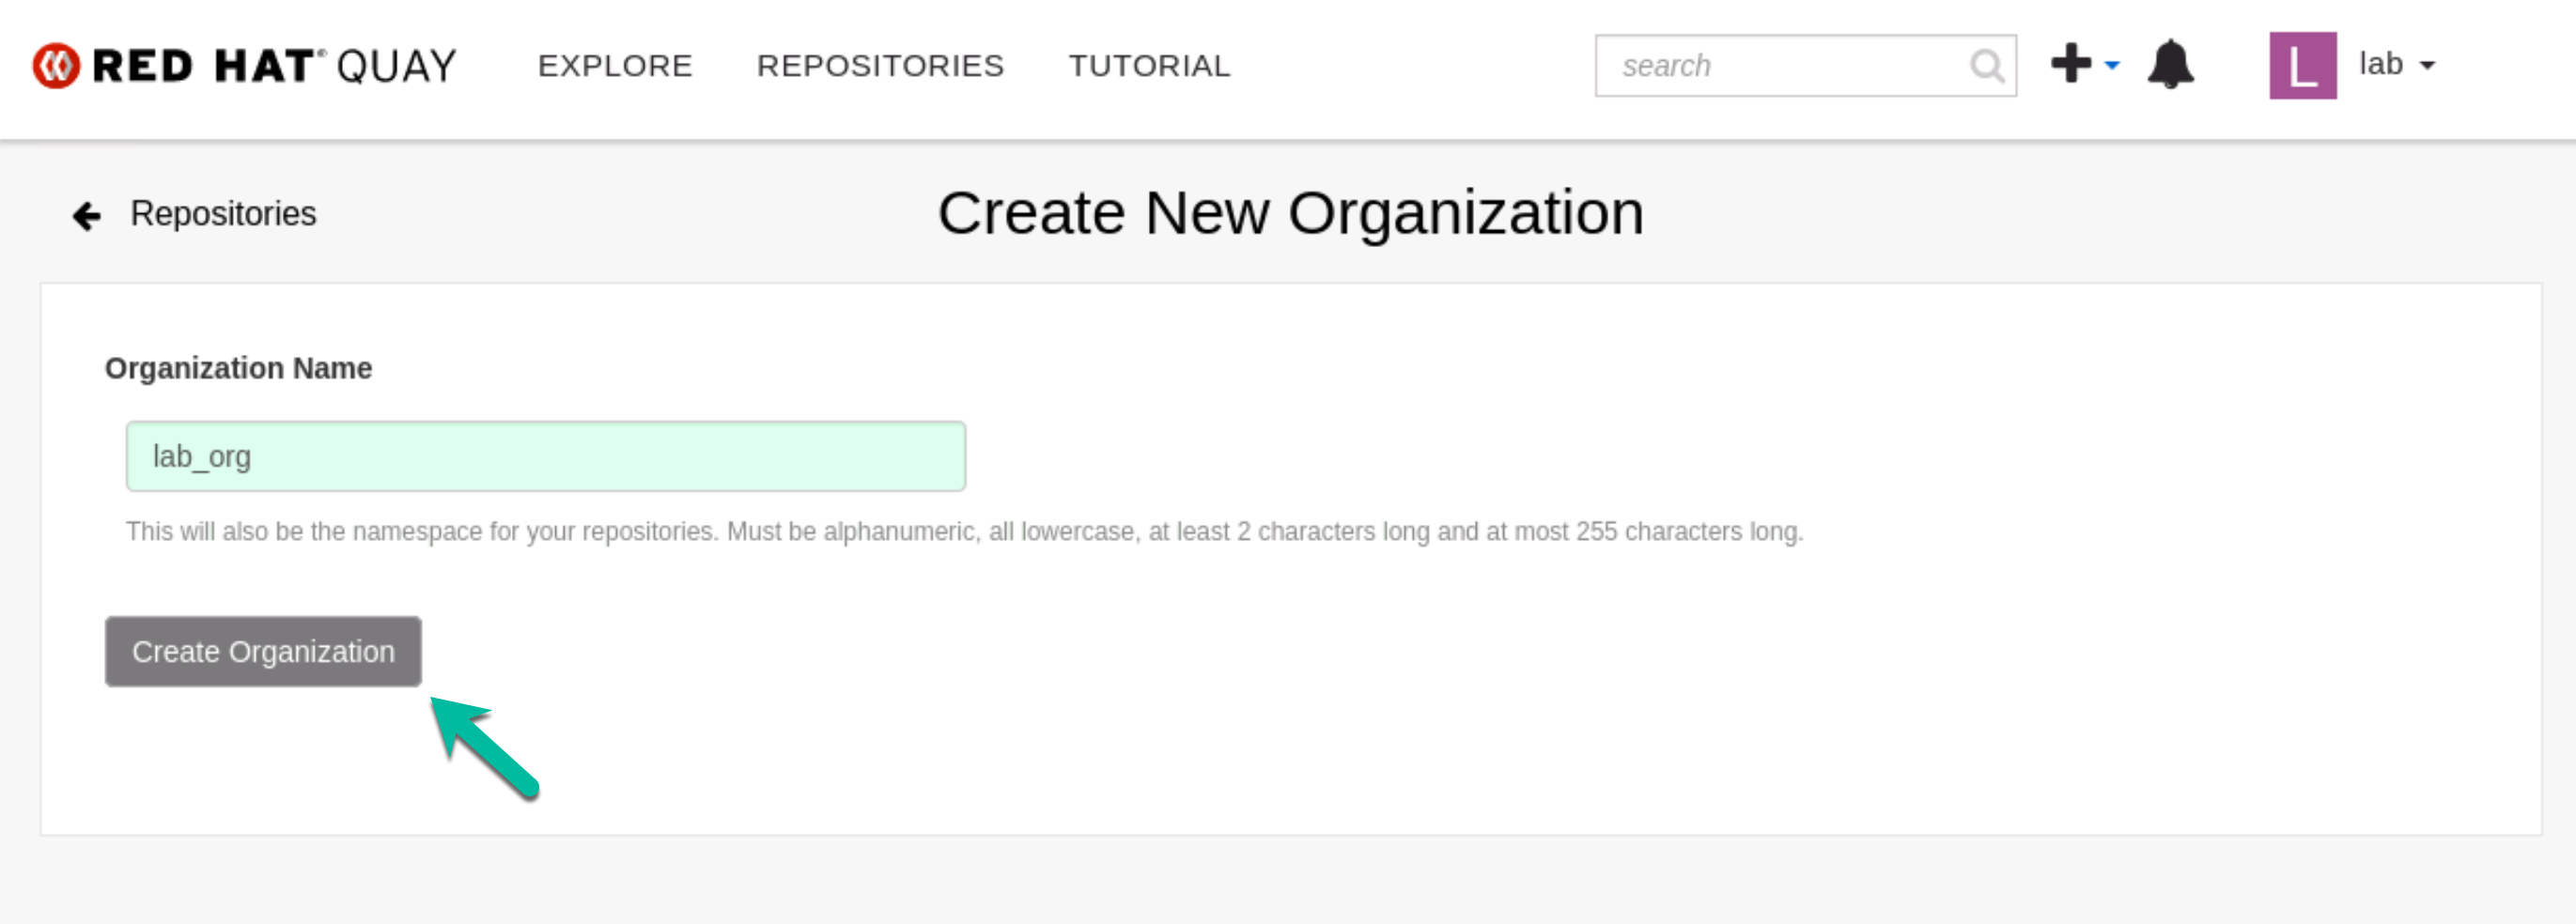 RED HAT® QUAY EXPLORE REPOSITORIES TUTORIAL search L lab
Repositories Create New Organization
Organization Name
lab_org
This will also be the namespace for your repositories. Must be alphanumeric, all lowercase, at least 2 characters long and at most 255 characters long.
Create Organization